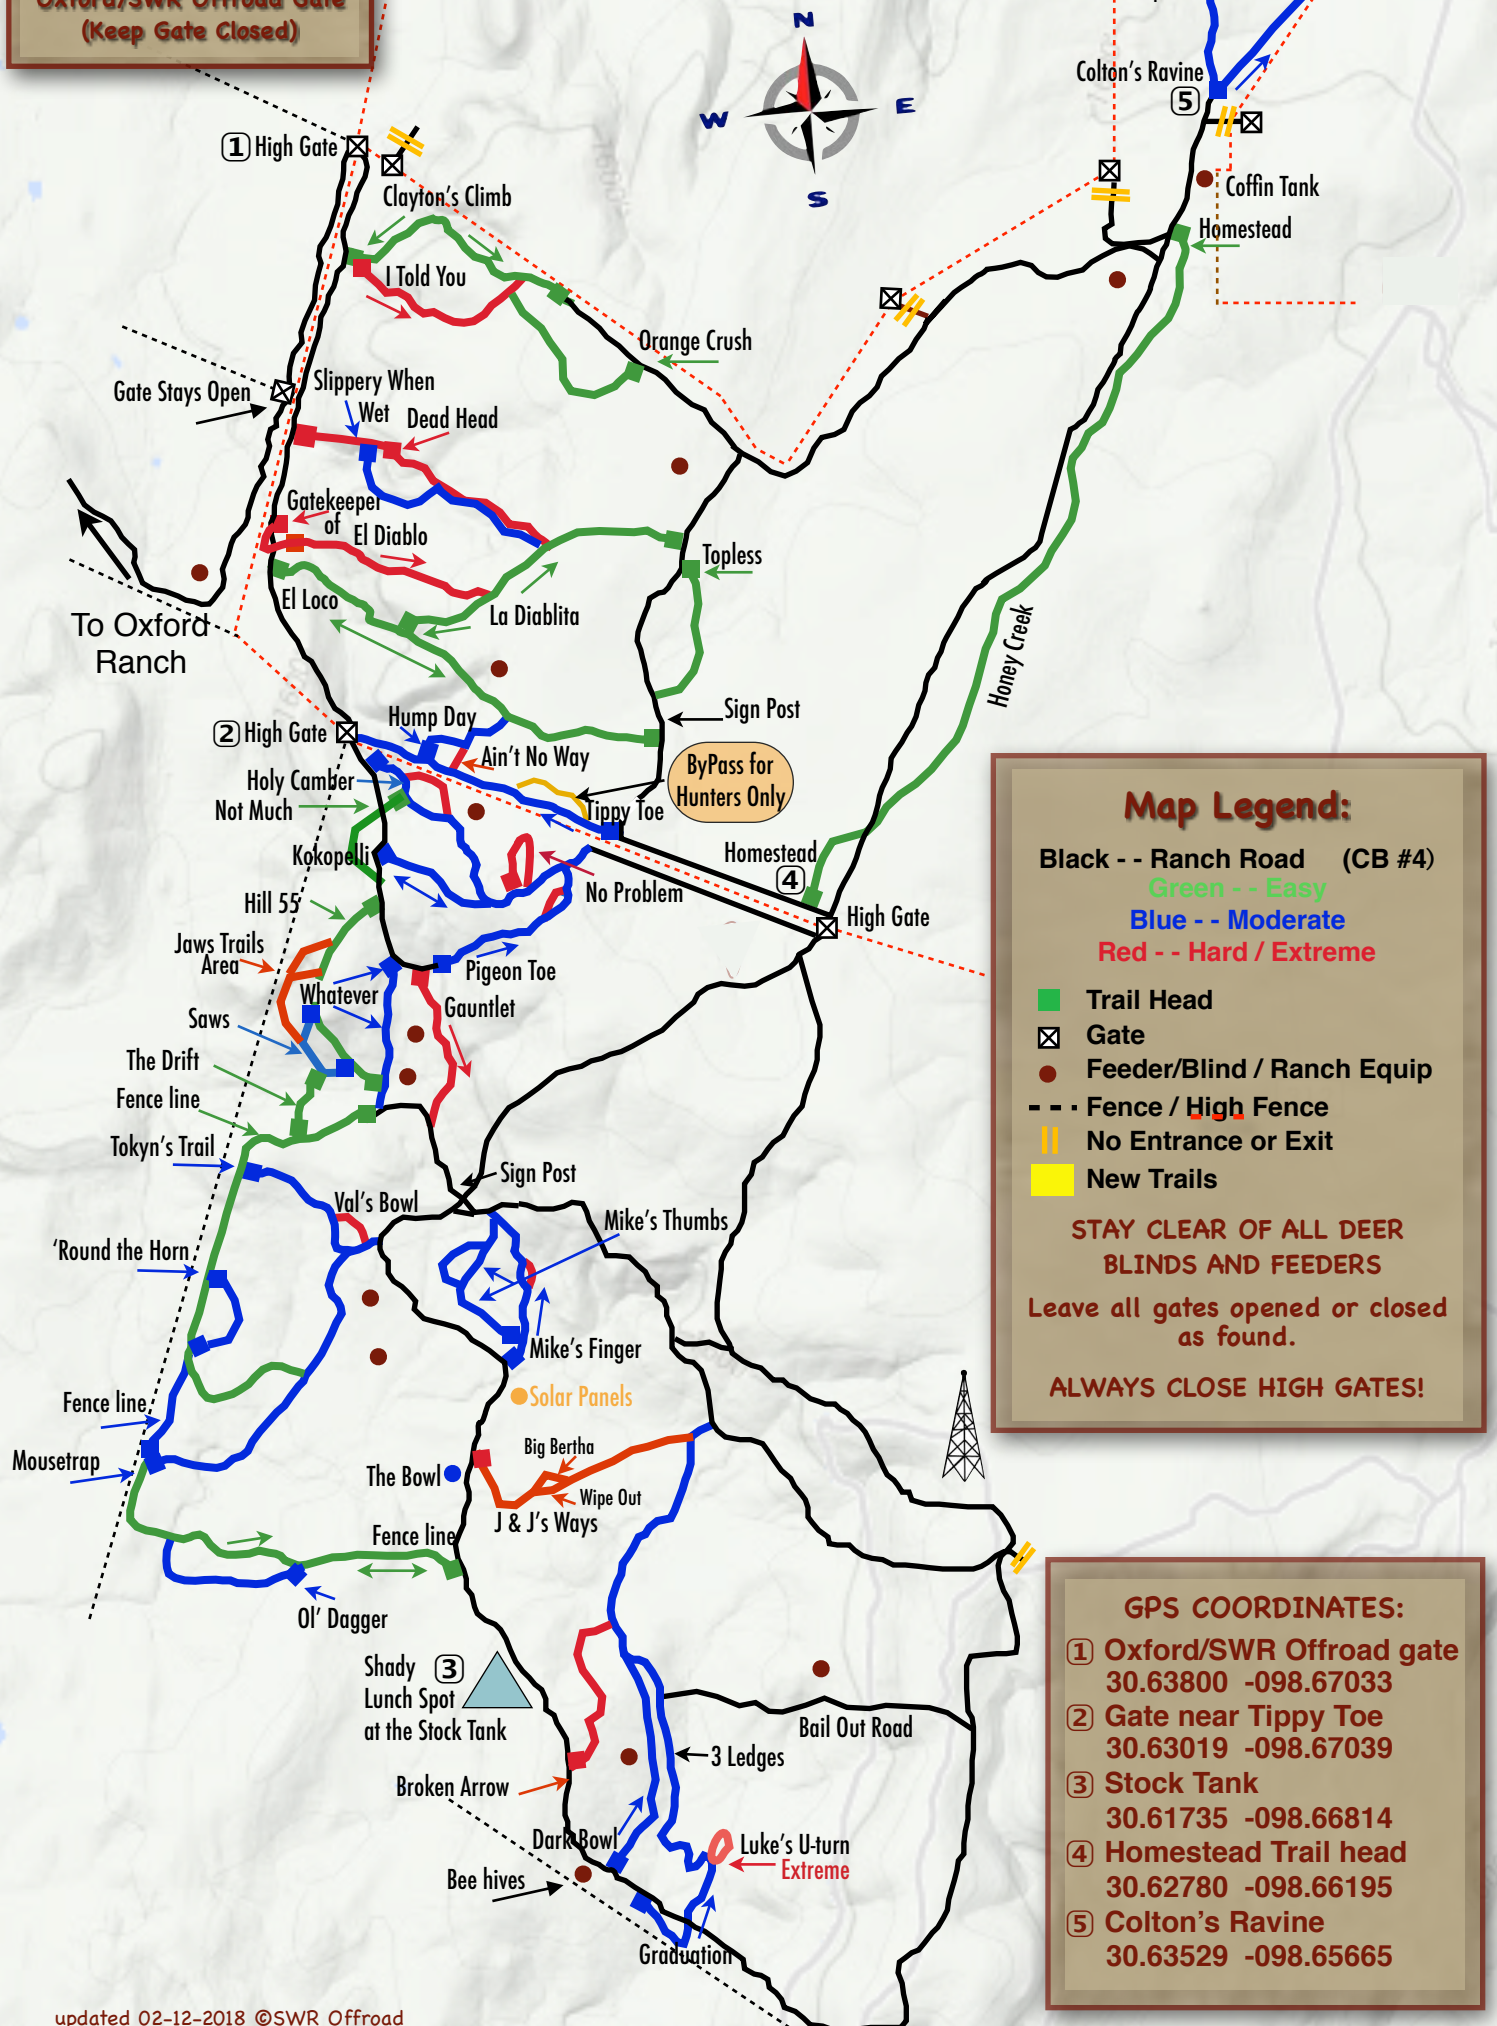 Oxford/SWR Offroad Gate
(Keep Gate Closed)
N
W
E
S
Colton's Ravine
5
1 High Gate
Clayton's Climb
Coffin Tank
Homestead
I Told You
Orange Crush
Gate Stays Open
Slippery When
Wet
Dead Head
Gatekeeper
of
El Diablo
Topless
El Loco
La Diablita
To Oxford
Ranch
Honey Creek
Sign Post
2 High Gate
Hump Day
Ain't No Way
ByPass for
Hunters Only
Holy Camber
Not Much
Tippy Toe
Kokopelli
Homestead
4
No Problem
Hill 55
High Gate
Jaws Trails
Area
Pigeon Toe
Whatever
Gauntlet
Saws
The Drift
Fence line
Tokyn's Trail
Sign Post
Val's Bowl
Mike's Thumbs
'Round the Horn
Mike's Finger
Solar Panels
Fence line
Big Bertha
Mousetrap
The Bowl
Wipe Out
J & J's Ways
Fence line
Ol' Dagger
Shady 3
Lunch Spot
at the Stock Tank
Bail Out Road
3 Ledges
Broken Arrow
Dark Bowl
Luke's U-turn
Extreme
Bee hives
Graduation
Map Legend:
Black - - Ranch Road (CB #4)
Green - - Easy
Blue - - Moderate
Red - - Hard / Extreme
Trail Head
Gate
Feeder/Blind / Ranch Equip
Fence / High Fence
No Entrance or Exit
New Trails
STAY CLEAR OF ALL DEER
BLINDS AND FEEDERS
Leave all gates opened or closed
as found.
ALWAYS CLOSE HIGH GATES!
GPS COORDINATES:
1 Oxford/SWR Offroad gate
30.63800 -098.67033
2 Gate near Tippy Toe
30.63019 -098.67039
3 Stock Tank
30.61735 -098.66814
4 Homestead Trail head
30.62780 -098.66195
5 Colton's Ravine
30.63529 -098.65665
updated 02-12-2018 ©SWR Offroad